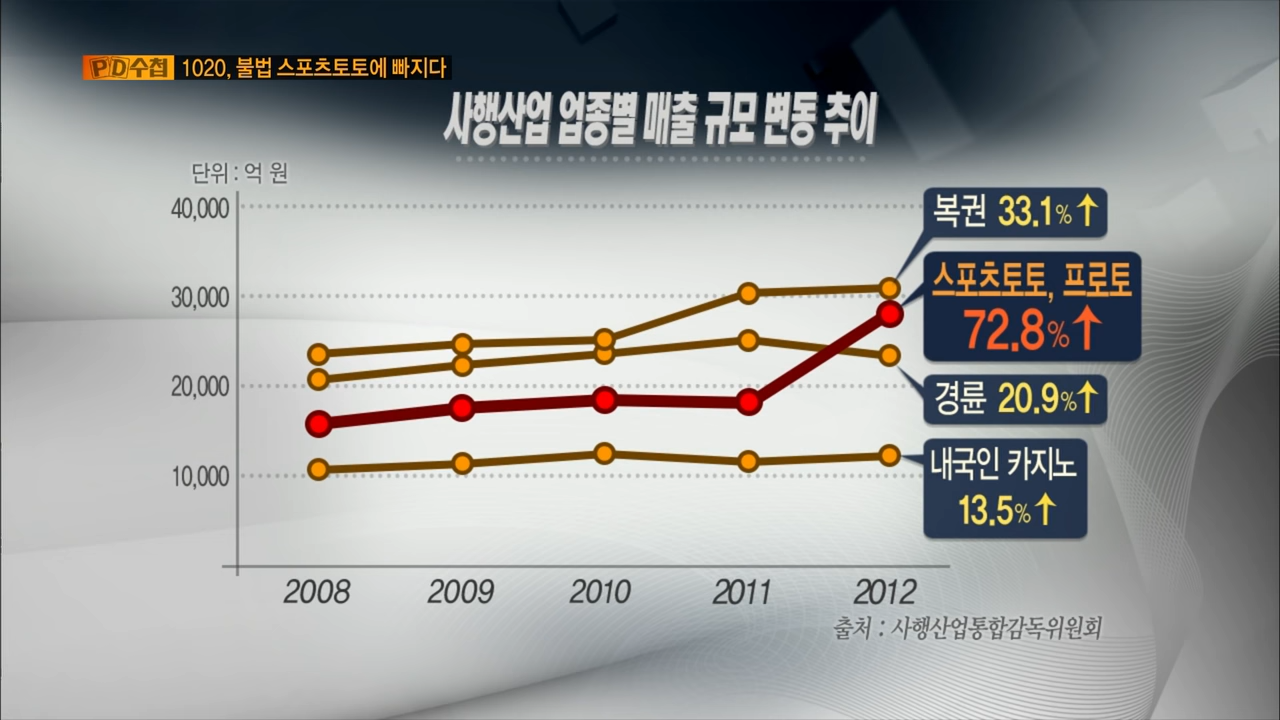 PD수첩 1020, 불법 스포츠토토에 빠지다
사행산업 업종별 매출 규모 변동 추이
단위 : 억 원
40,000
30,000
20,000
10,000
복권 33.1%↑
스포츠토토, 프로토
72.8%↑
경륜 20.9%↑
내국인 카지노
13.5%↑
2008 2009 2010 2011 2012
출처 : 사행산업통합감독위원회